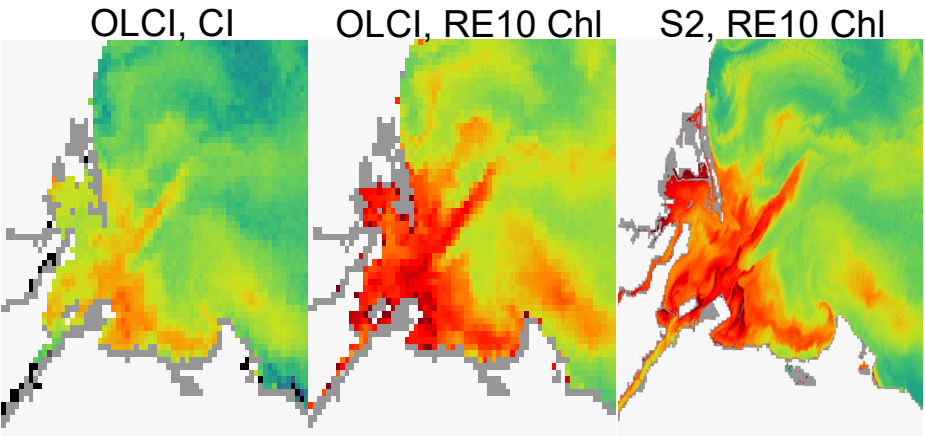 OLCI, CI
OLCI, RE10 Chl
S2, RE10 Chl